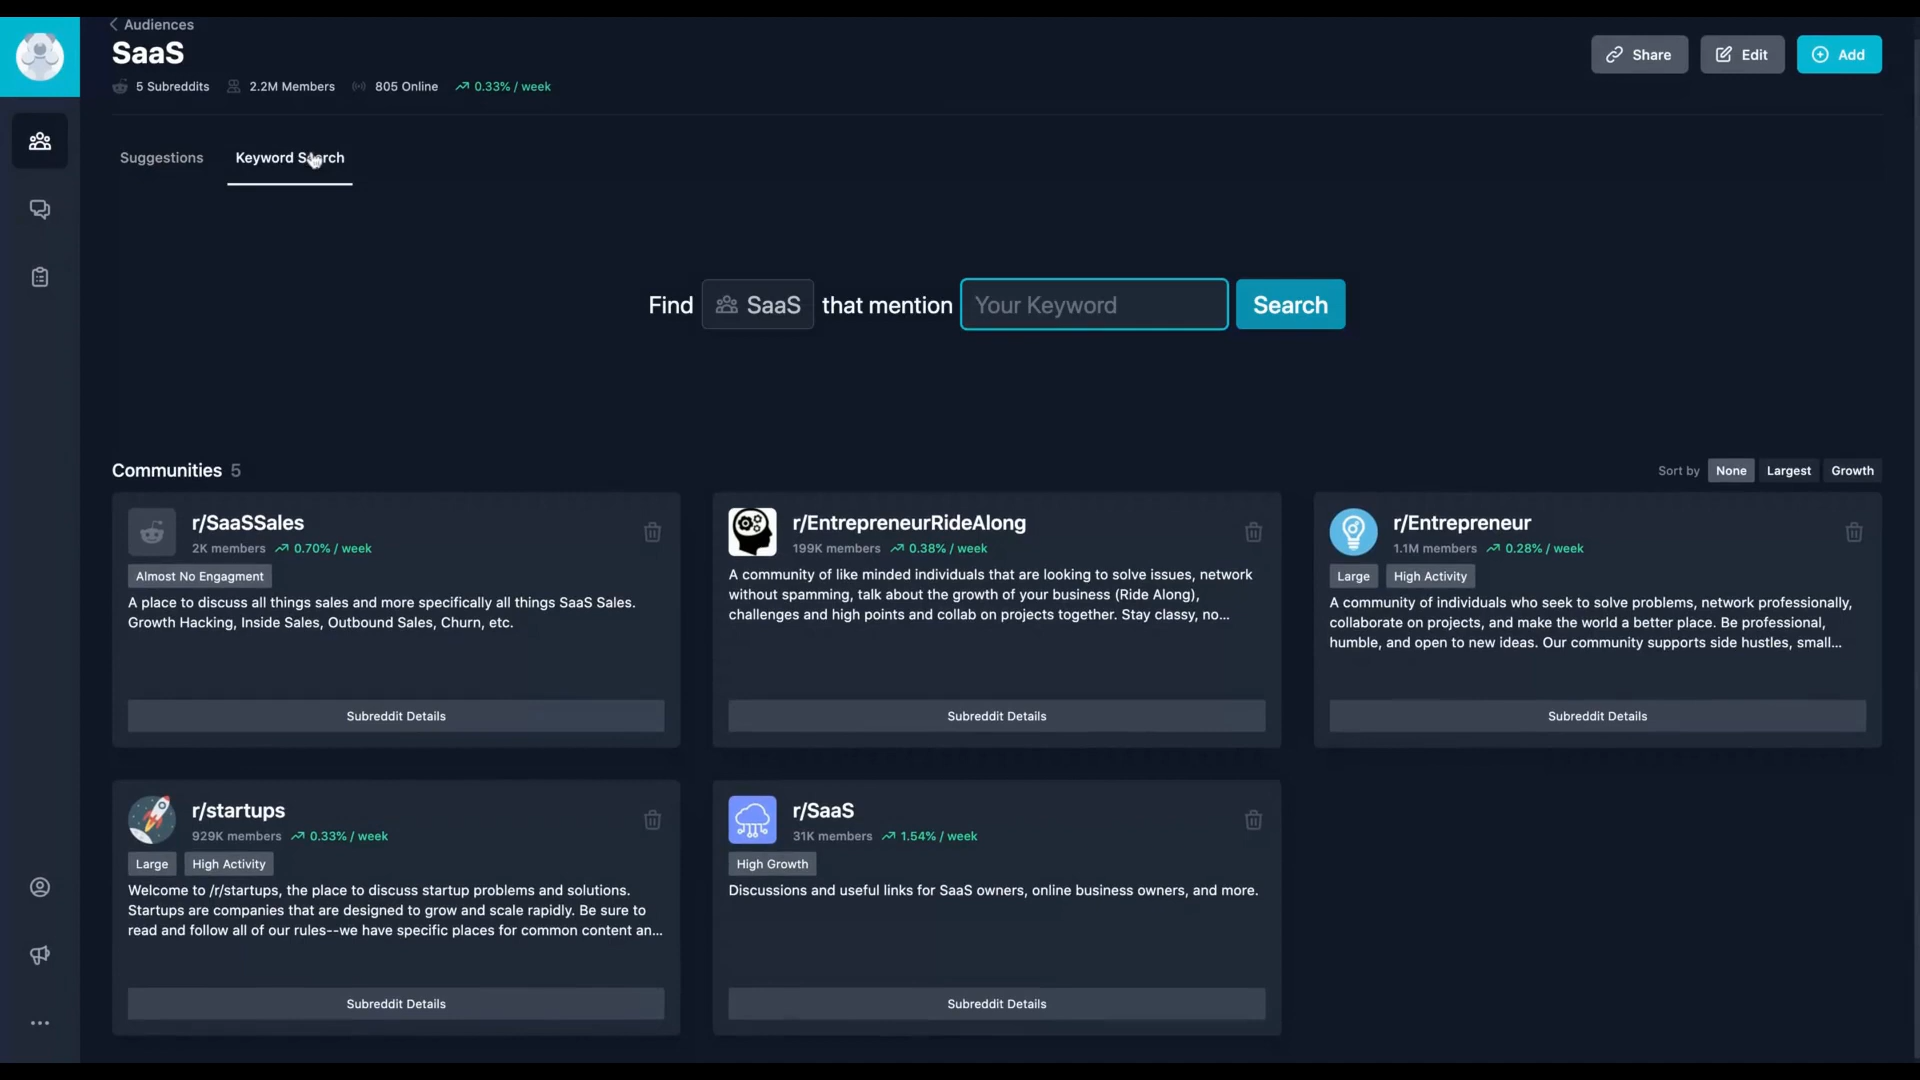 Audiences
SaaS
Share
Edit
Add
5 Subreddits 2.2M Members 805 Online 0.33% / week
Suggestions
Keyword Search
Find SaaS that mention Your Keyword Search
Communities 5
Sort by None Largest Growth
r/SaaSSales
2K members 0.70% / week
Almost No Engagment
A place to discuss all things sales and more specifically all things SaaS Sales.
Growth Hacking, Inside Sales, Outbound Sales, Churn, etc.
Subreddit Details
r/EntrepreneurRideAlong
199K members 0.38% / week
A community of like minded individuals that are looking to solve issues, network
without spamming, talk about the growth of your business (Ride Along),
challenges and high points and collab on projects together. Stay classy, no...
Subreddit Details
r/Entrepreneur
1.1M members 0.28% / week
Large High Activity
A community of individuals who seek to solve problems, network professionally,
collaborate on projects, and make the world a better place. Be professional,
humble, and open to new ideas. Our community supports side hustles, small...
Subreddit Details
r/startups
929K members 0.33% / week
Large High Activity
Welcome to /r/startups, the place to discuss startup problems and solutions.
Startups are companies that are designed to grow and scale rapidly. Be sure to
read and follow all of our rules--we have specific places for common content an...
Subreddit Details
r/SaaS
31K members 1.54% / week
High Growth
Discussions and useful links for SaaS owners, online business owners, and more.
Subreddit Details